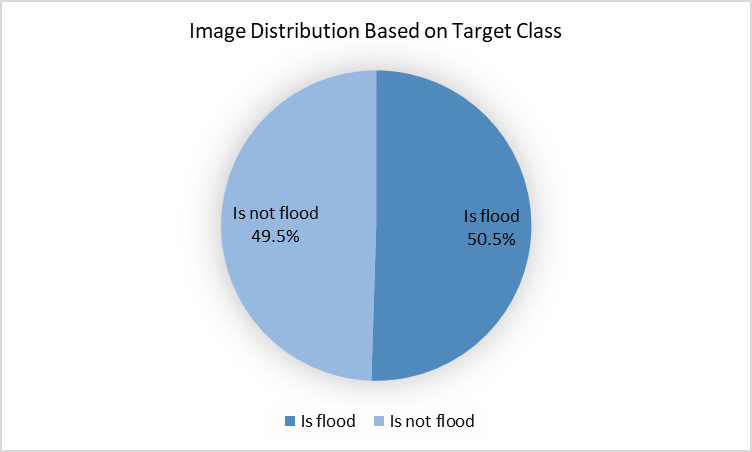 Image Distribution Based on Target Class
Is not flood
49.5%
Is flood
50.5%
Is flood
Is not flood